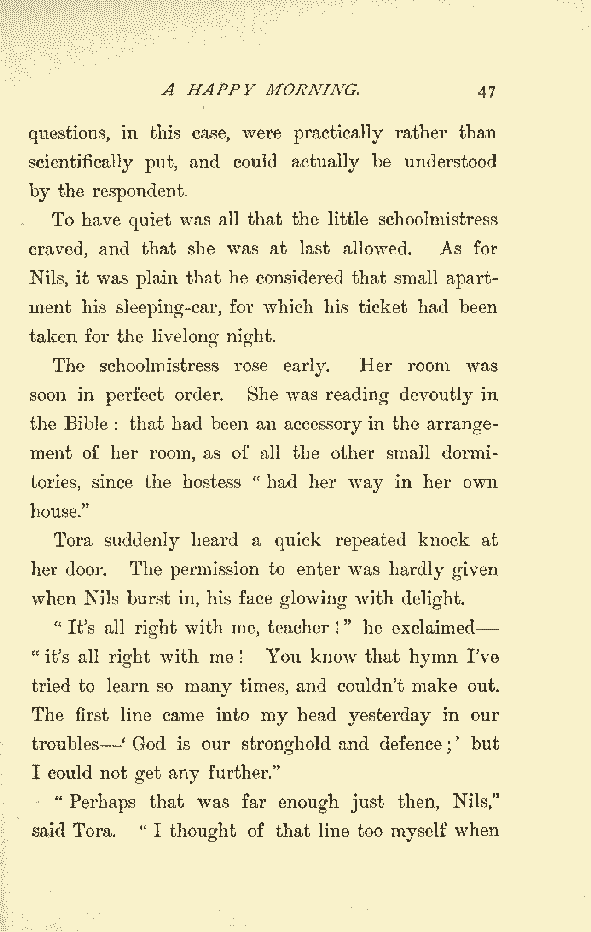 A HAPPY MORNING. 47
questions, in this case, were practically rather than
scientifically put, and could actually be understood
by the respondent.
To have quiet was all that the little schoolmistress
craved, and that she was at last allowed. As for
Nils, it was plain that he considered that small apart-
ment his sleeping-car, for which his ticket had been
taken for the livelong night.
The schoolmistress rose early. Her room was
soon in perfect order. She was reading devoutly in
the Bible: that had been an accessory in the arrange-
ment of her room, as of all the other small dormi-
tories, since the hostess "had her way in her own
house."
Tora suddenly heard a quick repeated knock at
her door. The permission to enter was hardly given
when Nils burst in, his face glowing with delight.
"It's all right with me, teacher!" he exclaimed—
"it's all right with me! You know that hymn I've
tried to learn so many times, and couldn't make out.
The first line came into my head yesterday in our
troubles—'God is our stronghold and defence;' but
I could not get any further."
"Perhaps that was far enough just then, Nils,"
said Tora. "I thought of that line too myself when